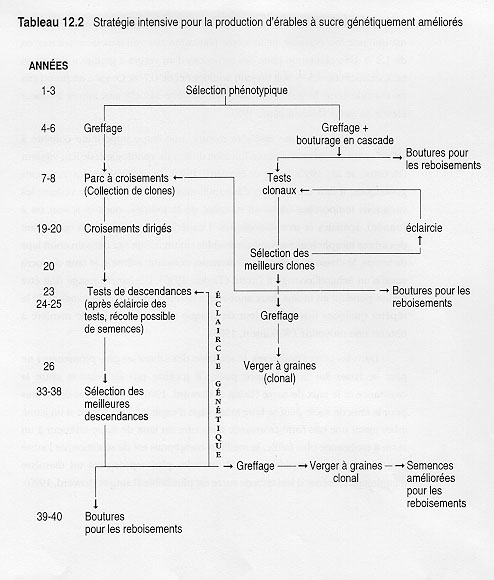 Tableau 12.2 Stratégie intensive pour la production d'érables à sucre génétiquement améliorés
ANNÉES
1-3 Sélection phénotypique
4-6 Greffage Greffage +
bouturage en cascade
Boutures pour
les reboisements
7-8 Parc à croisements Tests
(Collection de clones) clonaux
19-20 Croisements dirigés éclaircie
Sélection des
20 meilleurs clones
23 Tests de descendances Boutures pour les
24-25 (après éclaircie des reboisements
tests, récolte possible
de semences) Greffage
ÉCLAIRCIE GÉNÉTIQUE
26 Verger à graines
(clonal)
33-38 Sélection des
meilleures
descendances
Greffage Verger à graines Semences
clonal améliorées
pour les
reboisements
39-40 Boutures
pour les reboisements